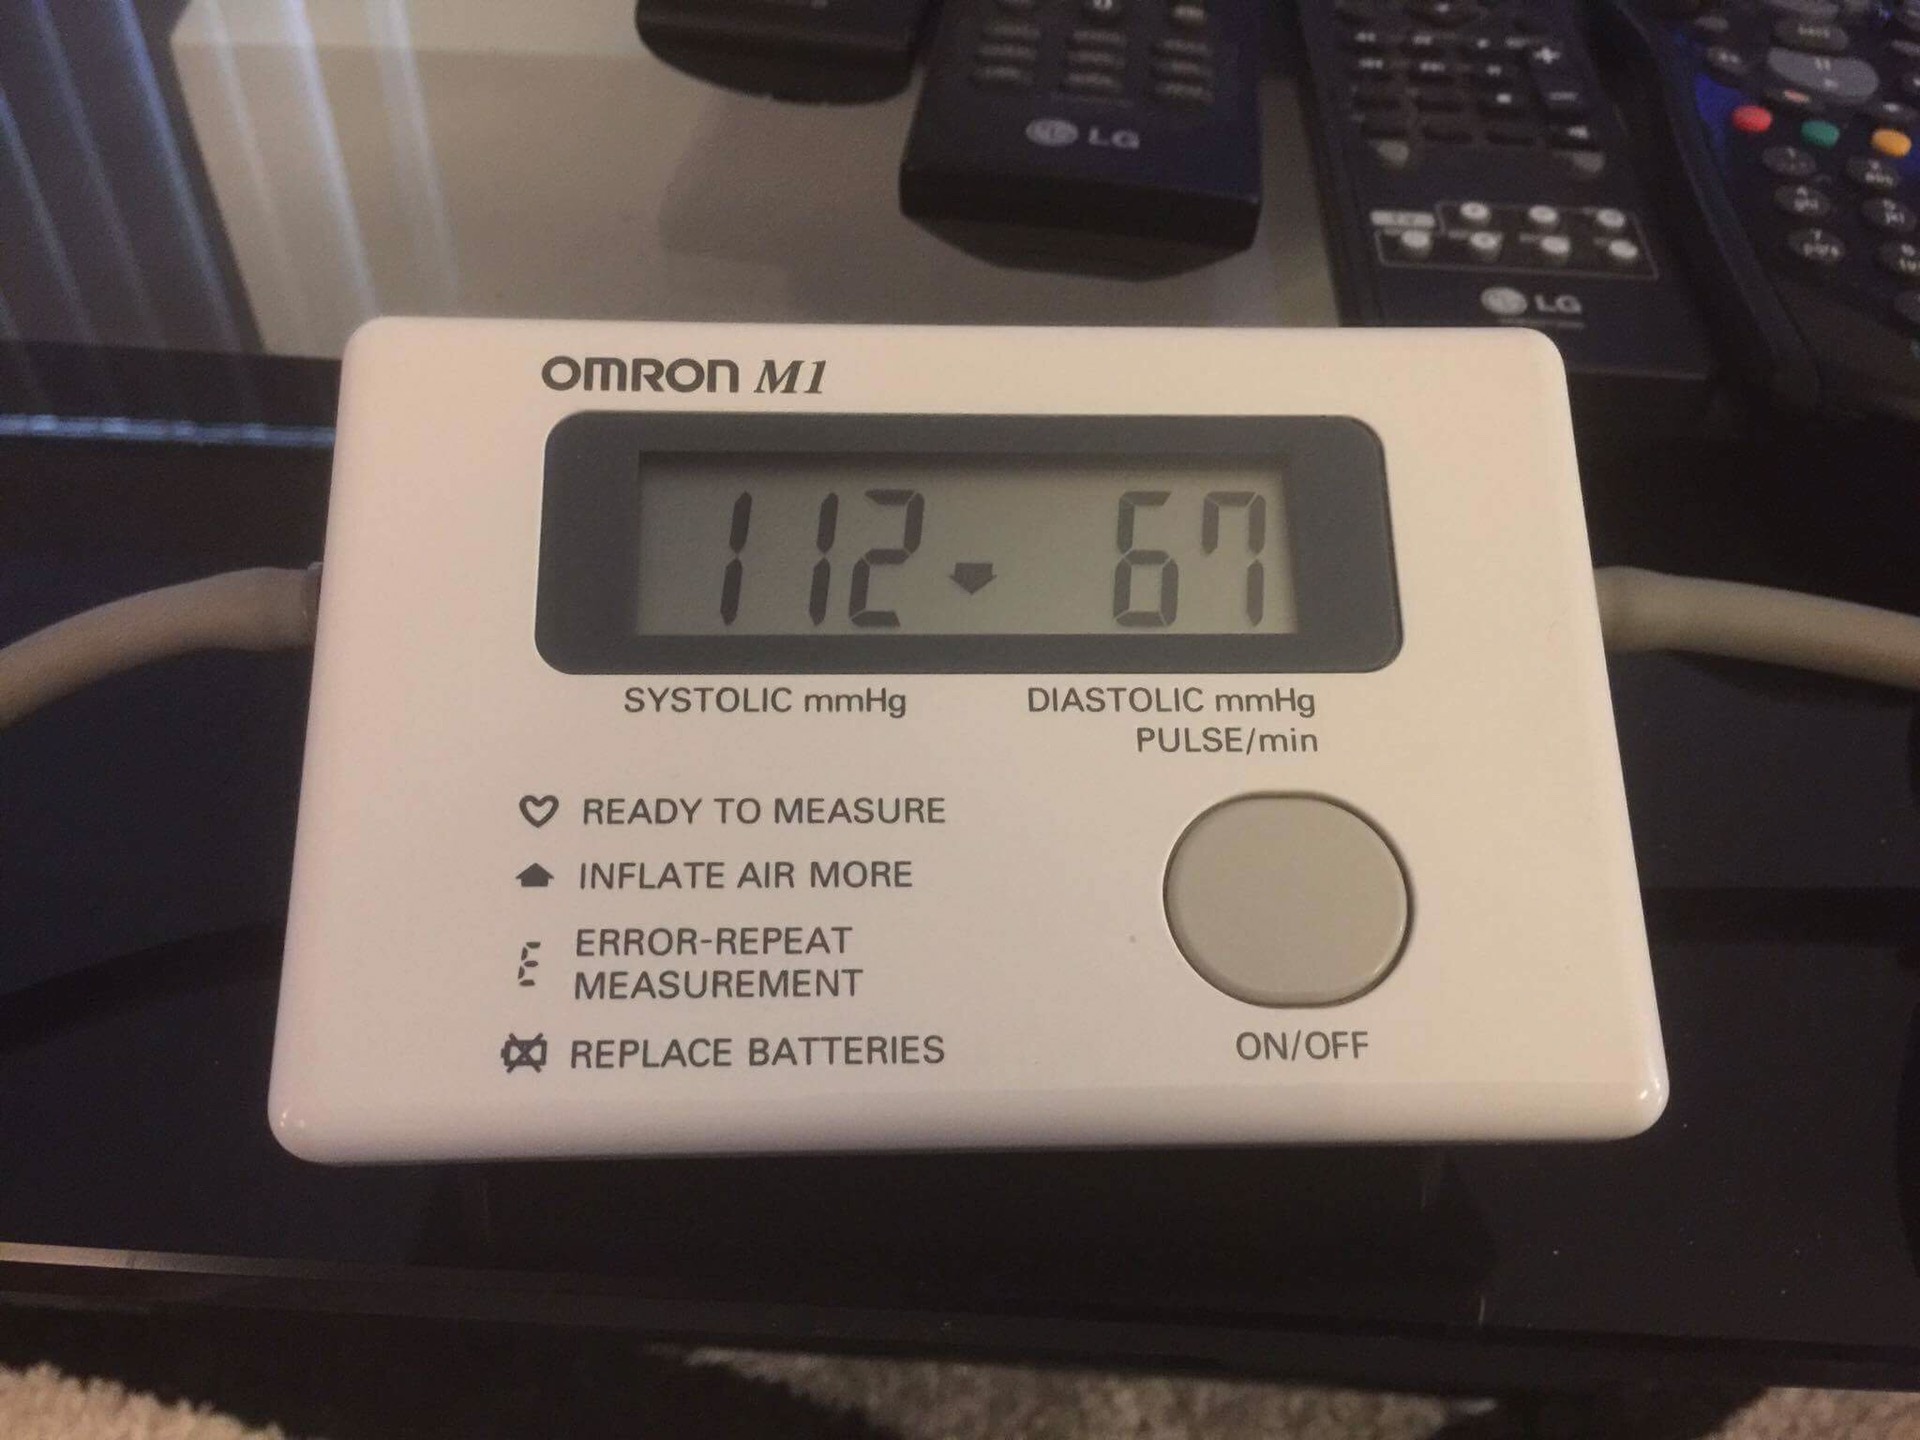 LG
LG
OMRON M1
112 67
SYSTOLIC mmHg
DIASTOLIC mmHg
PULSE/min
READY TO MEASURE
INFLATE AIR MORE
E ERROR-REPEAT
MEASUREMENT
REPLACE BATTERIES
ON/OFF